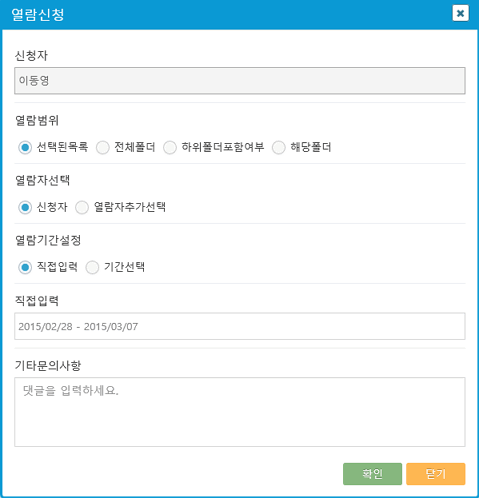 열람신청
신청자
이동영
열람범위
선택된목록 전체폴더 하위폴더포함여부 해당폴더
열람자선택
신청자 열람자추가선택
열람기간설정
직접입력 기간선택
직접입력
2015/02/28 - 2015/03/07
기타문의사항
댓글을 입력하세요.
확인 닫기